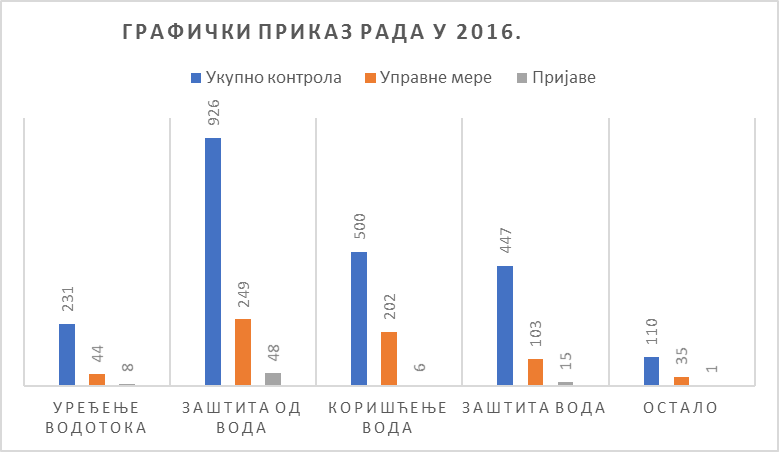 ГРАФИЧКИ ПРИКАЗ РАДА У 2016.
Укупно контрола Управне мере Пријаве
231 44 8
926 249 48
500 202 6
447 103 15
110 35 1
УРЕЂЕЊЕ ВОДОТОКА
ЗАШТИТА ОД ВОДА
КОРИШЋЕЊЕ ВОДА
ЗАШТИТА ВОДА
ОСТАЛО